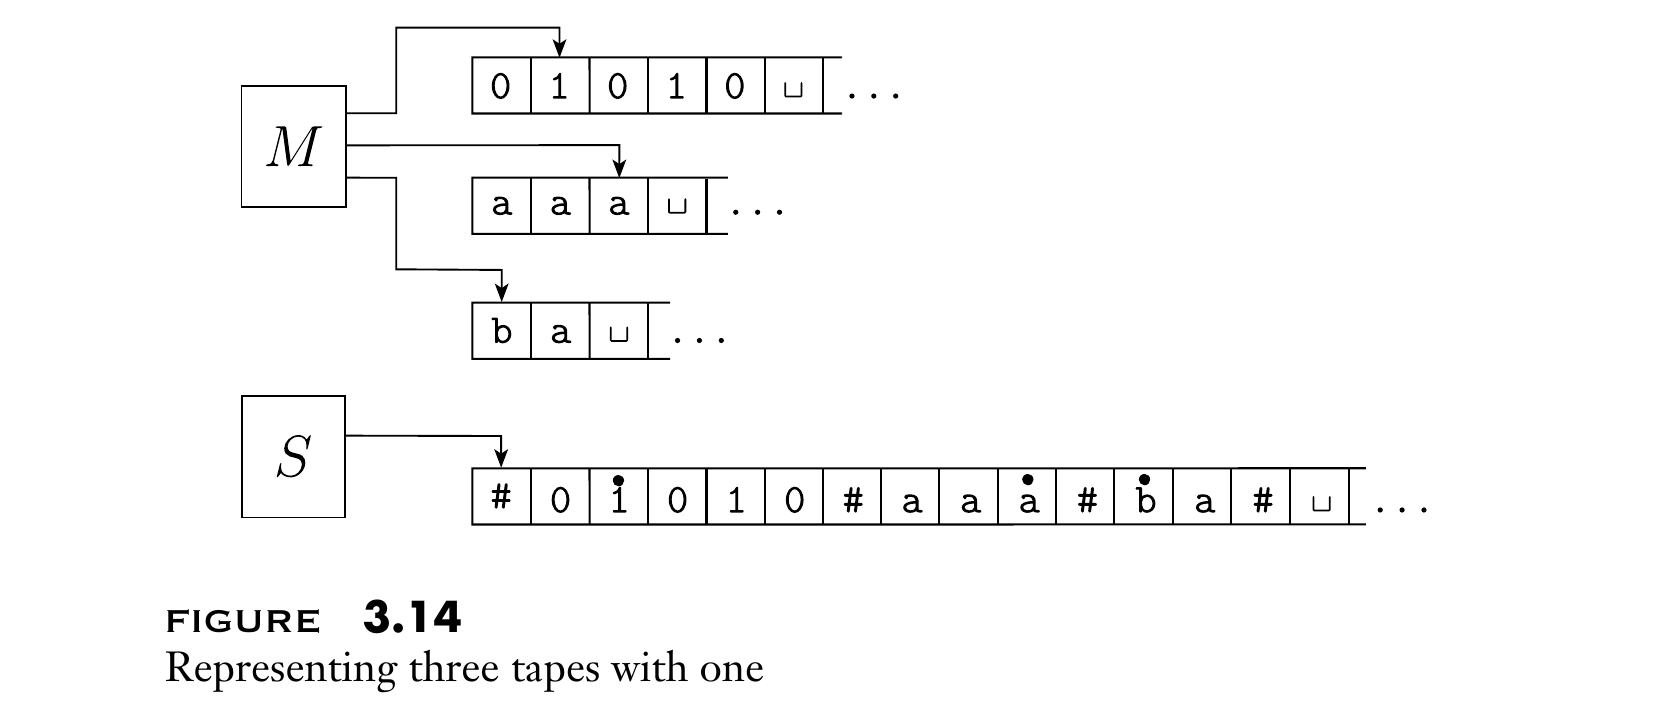 0 1 0 1 0 ␣ ...
M
a a a ␣ ...
b a ␣ ...
S
# 0 1̇ 0 1 0 # a a ȧ # ḃ a # ␣ ...
FIGURE 3.14
Representing three tapes with one